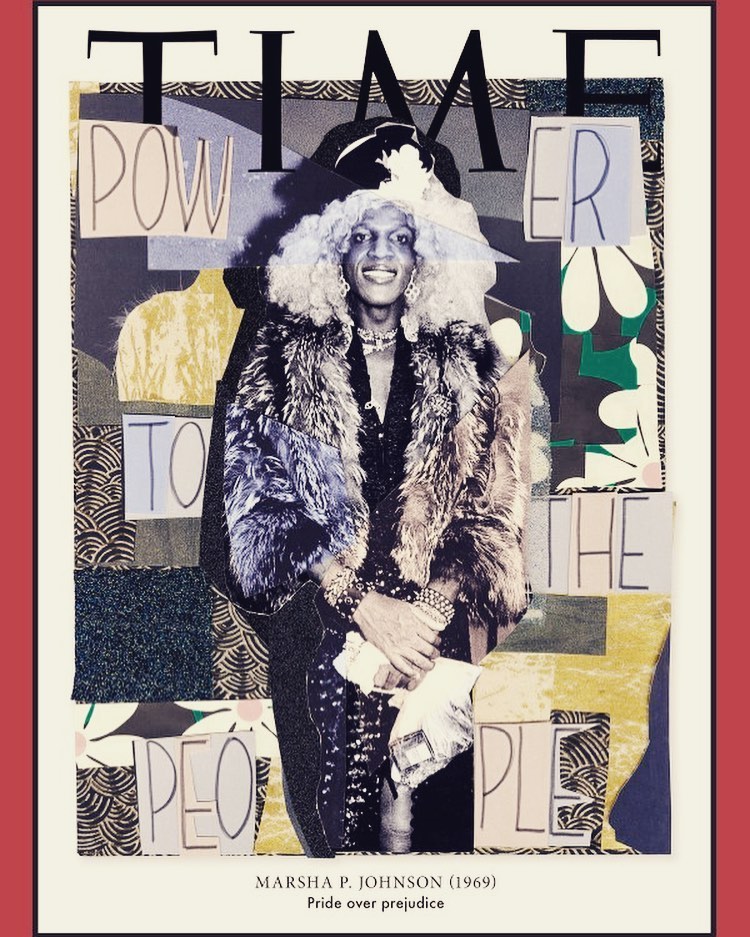 TIME
POW ER
TO
THE
PEO PLE
MARSHA P. JOHNSON (1969)
Pride over prejudice